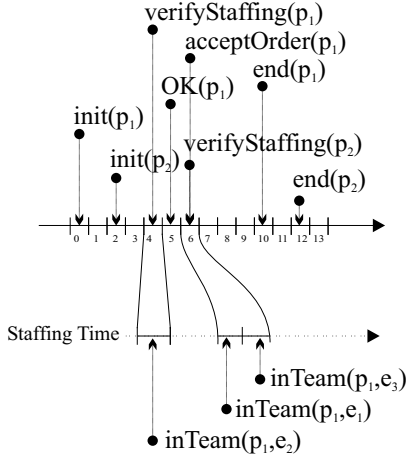 verifyStaffing(p₁)
acceptOrder(p₁)
end(p₁)
OK(p₁)
init(p₁)
verifyStaffing(p₂)
init(p₂)
end(p₂)
0 1 2 3 4 5 6 7 8 9 10 11 12 13
Staffing Time
inTeam(p₁,e₃)
inTeam(p₁,e₁)
inTeam(p₁,e₂)